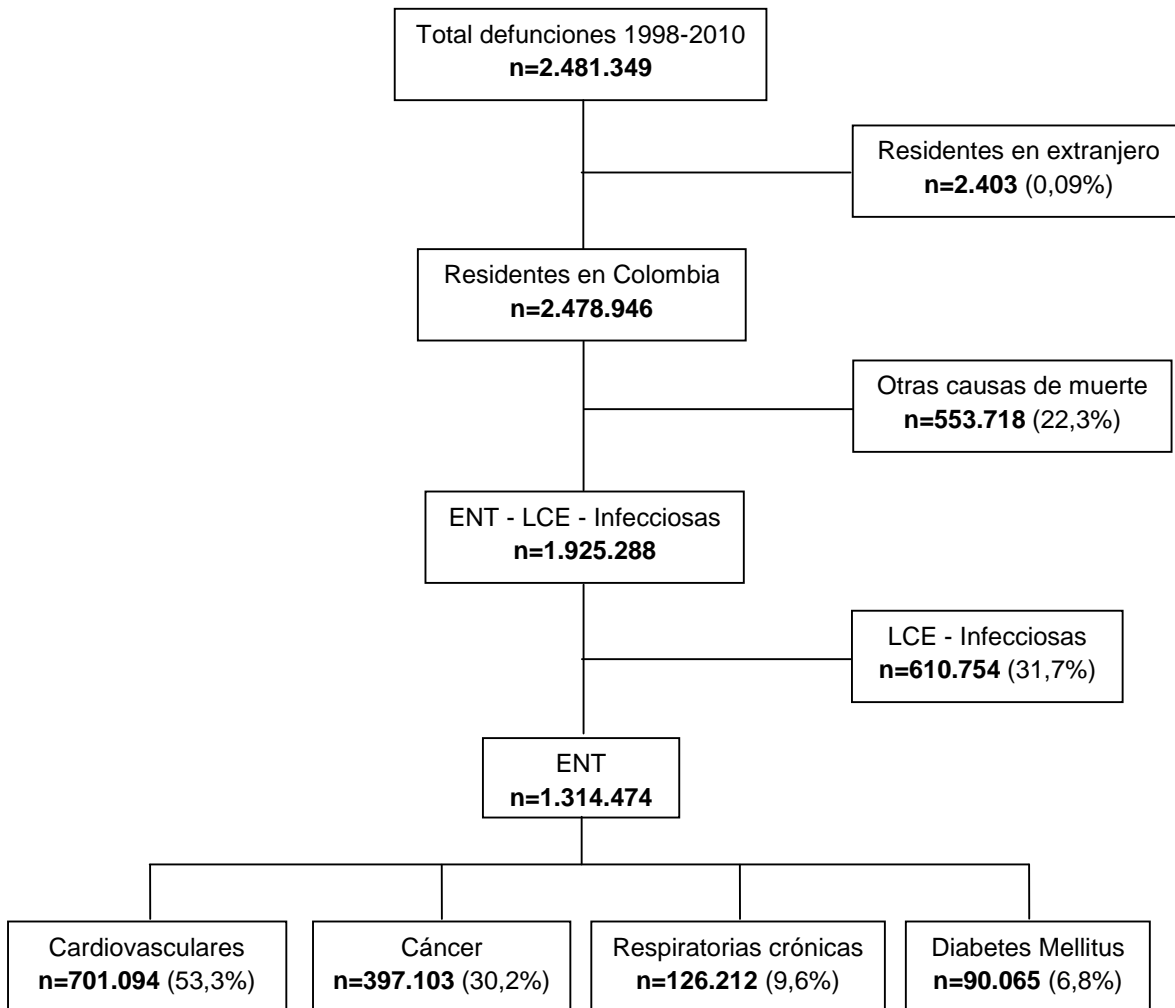 Total defunciones 1998-2010
n=2.481.349
Residentes en extranjero
n=2.403 (0,09%)
Residentes en Colombia
n=2.478.946
Otras causas de muerte
n=553.718 (22,3%)
ENT - LCE - Infecciosas
n=1.925.288
LCE - Infecciosas
n=610.754 (31,7%)
ENT
n=1.314.474
Cardiovasculares
n=701.094 (53,3%)
Cáncer
n=397.103 (30,2%)
Respiratorias crónicas
n=126.212 (9,6%)
Diabetes Mellitus
n=90.065 (6,8%)